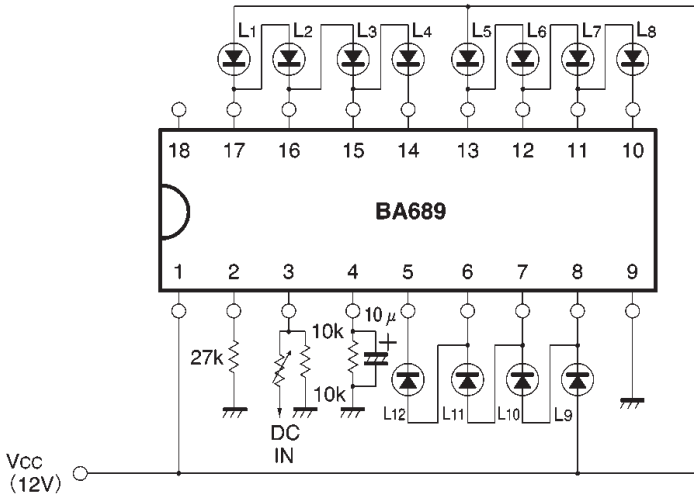 L1 L2 L3 L4 L5 L6 L7 L8
18 17 16 15 14 13 12 11 10
BA689
1 2 3 4 5 6 7 8 9
10k 10 μ +
27k
10k
L12 L11 L10 L9
DC
IN
VCC
(12V)